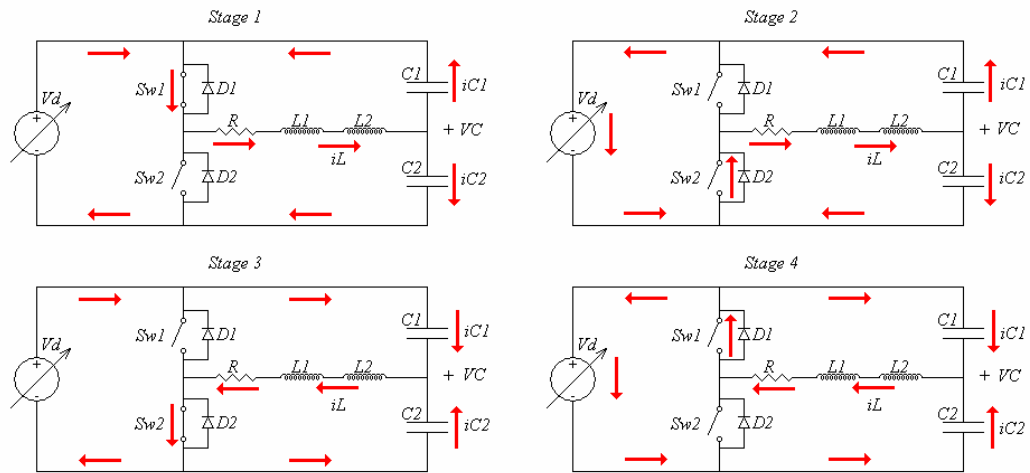 Stage 1
C1
iC1
Vd
Sw1
D1
+
R
L1
L2
+ VC
-
iL
C2
iC2
Sw2
D2
Stage 2
C1
iC1
Vd
Sw1
D1
+
R
L1
L2
+ VC
-
iL
C2
iC2
Sw2
D2
Stage 3
C1
iC1
Vd
Sw1
D1
+
R
L1
L2
+ VC
-
iL
C2
iC2
Sw2
D2
Stage 4
C1
iC1
Vd
Sw1
D1
+
R
L1
L2
+ VC
-
iL
C2
iC2
Sw2
D2